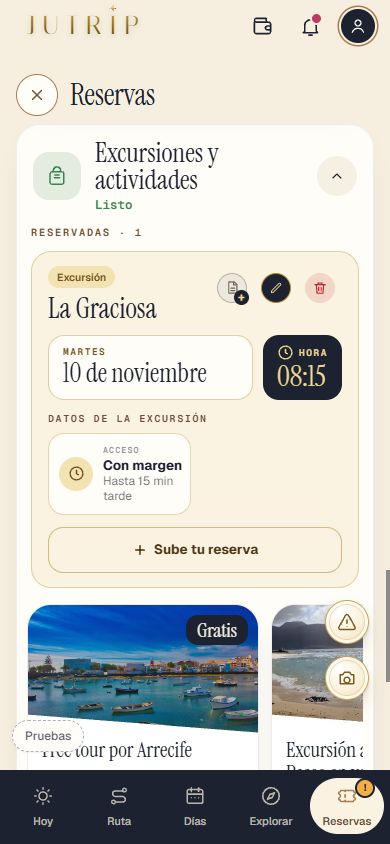 JUTRIP
Reservas
Excursiones y
actividades
Listo
RESERVADAS · 1
Excursión
La Graciosa
MARTES
10 de noviembre
HORA
08:15
DATOS DE LA EXCURSIÓN
ACCESO
Con margen
Hasta 15 min
tarde
+ Sube tu reserva
Gratis
Pruebas
Free tour por Arrecife
Excursión a
Hoy
Ruta
Días
Explorar
Reservas